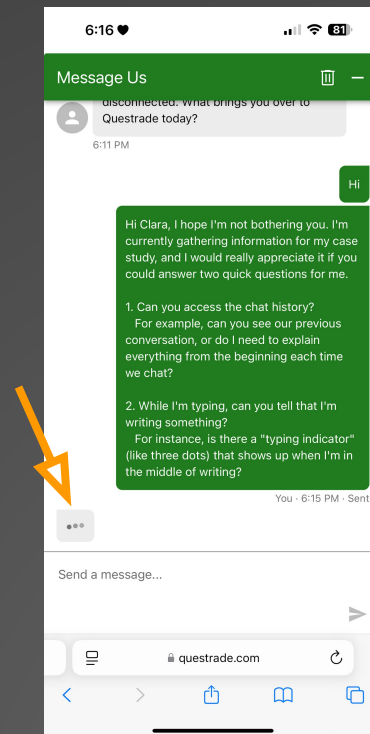 6:16
81
Message Us
disconnected. What brings you over to
Questrade today?
6:11 PM
Hi
Hi Clara, I hope I'm not bothering you. I'm
currently gathering information for my case
study, and I would really appreciate it if you
could answer two quick questions for me.
1. Can you access the chat history?
For example, can you see our previous
conversation, or do I need to explain
everything from the beginning each time
we chat?
2. While I'm typing, can you tell that I'm
writing something?
For instance, is there a "typing indicator"
(like three dots) that shows up when I'm in
the middle of writing?
You · 6:15 PM · Sent
Send a message...
questrade.com